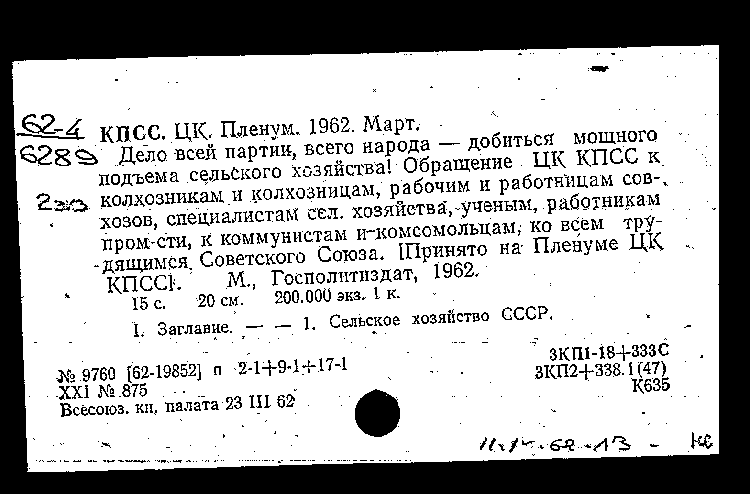 62-4
6289
КПСС. ЦК. Пленум. 1962. Март.
Дело всей партии, всего народа — добиться мощного
подъема сельского хозяйства! Обращение ЦК КПСС к
колхозникам и колхозницам, рабочим и работницам сов-
хозов, специалистам сел. хозяйства, ученым, работникам
пром-сти, к коммунистам и комсомольцам, ко всем тру-
дящимся Советского Союза. [Принято на Пленуме ЦК
КПСС]. М., Госполитиздат, 1962.
15 с. 20 см. 200.000 экз. 1 к.
I. Заглавие. — — 1. Сельское хозяйство СССР.
№ 9760 [62-19852] п 2-1+9-1+17-1
XXI № 875
Всесоюз. кн. палата 23 III 62
3КП1-18+333С
3КП2+338.1(47)
К635